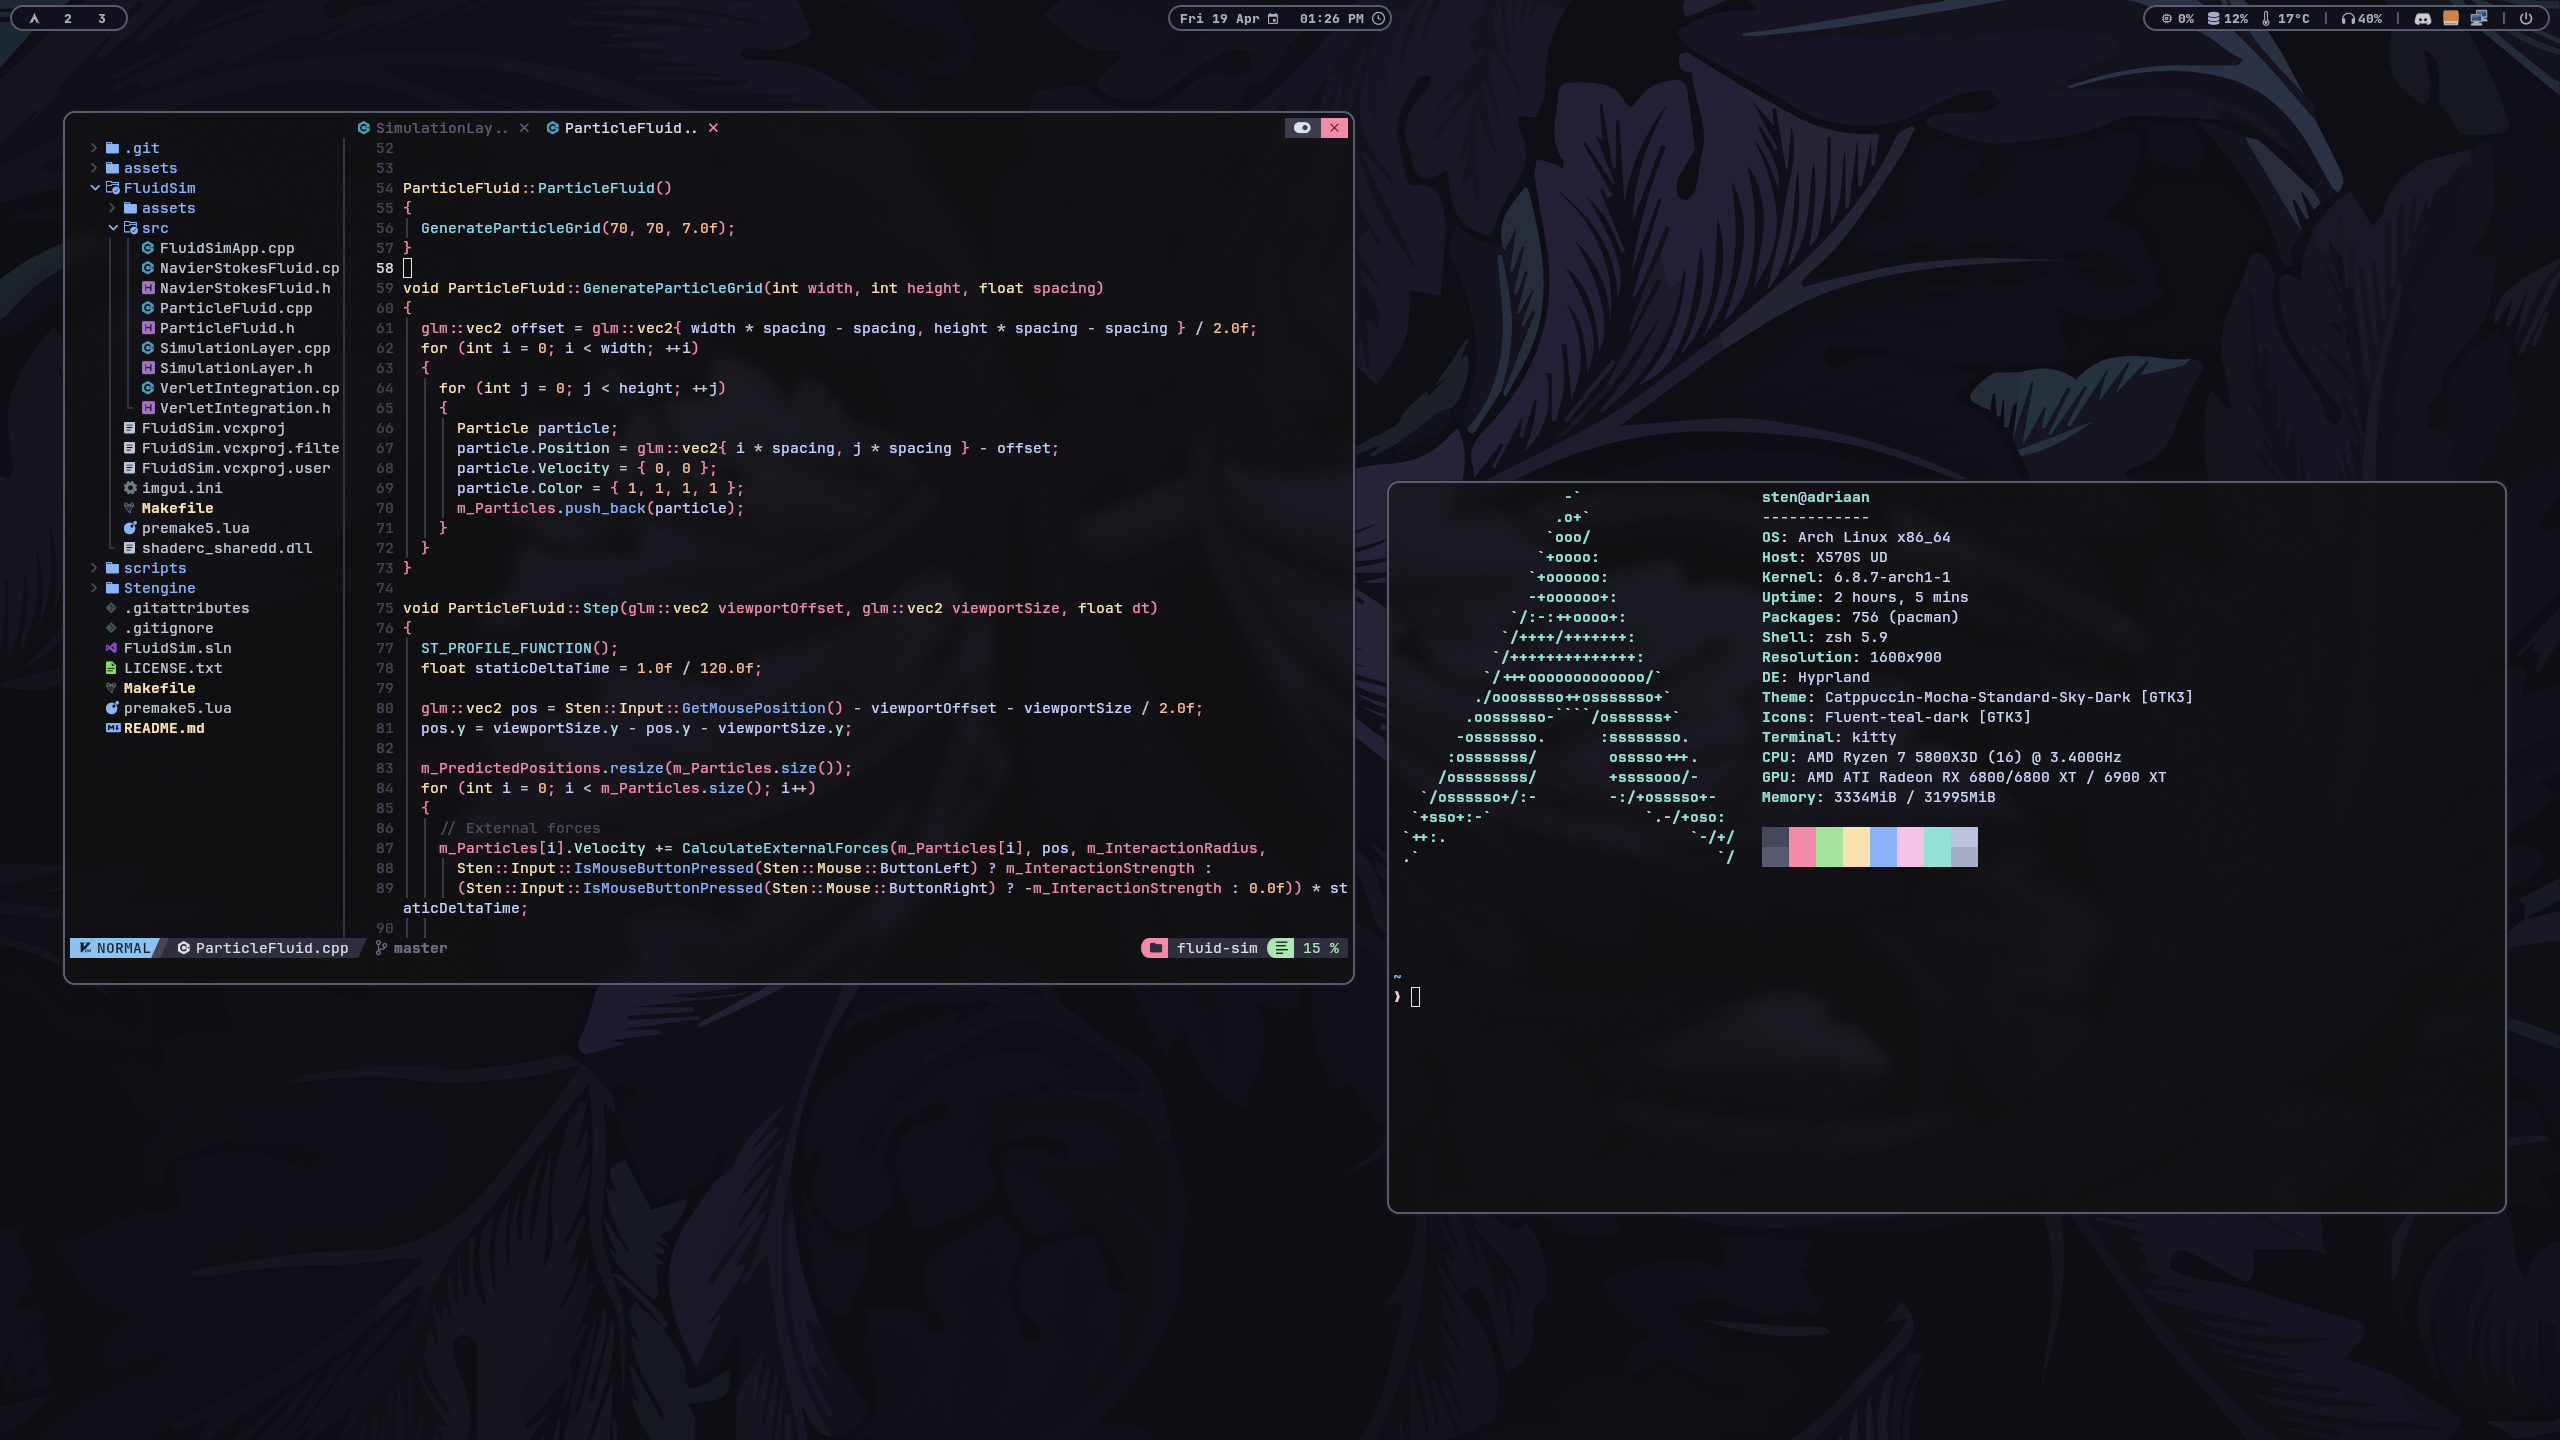 2 3
Fri 19 Apr 01:26 PM
0% 12% 17°C | 40% | |
SimulationLay.. × ParticleFluid.. ×
.git
assets
FluidSim
assets
src
FluidSimApp.cpp
NavierStokesFluid.cp
NavierStokesFluid.h
ParticleFluid.cpp
ParticleFluid.h
SimulationLayer.cpp
SimulationLayer.h
VerletIntegration.cp
VerletIntegration.h
FluidSim.vcxproj
FluidSim.vcxproj.filte
FluidSim.vcxproj.user
imgui.ini
Makefile
premake5.lua
shaderc_sharedd.dll
scripts
Stengine
.gitattributes
.gitignore
FluidSim.sln
LICENSE.txt
Makefile
premake5.lua
README.md
52
53
54 ParticleFluid::ParticleFluid()
55 {
56 GenerateParticleGrid(70, 70, 7.0f);
57 }
58
59 void ParticleFluid::GenerateParticleGrid(int width, int height, float spacing)
60 {
61 glm::vec2 offset = glm::vec2{ width * spacing - spacing, height * spacing - spacing } / 2.0f;
62 for (int i = 0; i < width; ++i)
63 {
64 for (int j = 0; j < height; ++j)
65 {
66 Particle particle;
67 particle.Position = glm::vec2{ i * spacing, j * spacing } - offset;
68 particle.Velocity = { 0, 0 };
69 particle.Color = { 1, 1, 1, 1 };
70 m_Particles.push_back(particle);
71 }
72 }
73 }
74
75 void ParticleFluid::Step(glm::vec2 viewportOffset, glm::vec2 viewportSize, float dt)
76 {
77 ST_PROFILE_FUNCTION();
78 float staticDeltaTime = 1.0f / 120.0f;
79
80 glm::vec2 pos = Sten::Input::GetMousePosition() - viewportOffset - viewportSize / 2.0f;
81 pos.y = viewportSize.y - pos.y - viewportSize.y;
82
83 m_PredictedPositions.resize(m_Particles.size());
84 for (int i = 0; i < m_Particles.size(); i++)
85 {
86 // External forces
87 m_Particles[i].Velocity += CalculateExternalForces(m_Particles[i], pos, m_InteractionRadius,
88 Sten::Input::IsMouseButtonPressed(Sten::Mouse::ButtonLeft) ? m_InteractionStrength :
89 (Sten::Input::IsMouseButtonPressed(Sten::Mouse::ButtonRight) ? -m_InteractionStrength : 0.0f)) * st
aticDeltaTime;
90
NORMAL ParticleFluid.cpp master fluid-sim 15 %
-`
.o+`
`ooo/
`+oooo:
`+oooooo:
-+oooooo+:
`/:-:++oooo+:
`/++++/+++++++:
`/++++++++++++++:
`/+++ooooooooooooo/`
./ooosssso++osssssso+`
.oossssso-````/ossssss+`
-osssssso. :ssssssso.
:osssssss/ osssso+++.
/ossssssss/ +ssssooo/-
`/ossssso+/:- -:/+osssso+-
`+sso+:-` `.-/+oso:
`++:. `-/+/
.` `/
sten@adriaan
------------
OS: Arch Linux x86_64
Host: X570S UD
Kernel: 6.8.7-arch1-1
Uptime: 2 hours, 5 mins
Packages: 756 (pacman)
Shell: zsh 5.9
Resolution: 1600x900
DE: Hyprland
Theme: Catppuccin-Mocha-Standard-Sky-Dark [GTK3]
Icons: Fluent-teal-dark [GTK3]
Terminal: kitty
CPU: AMD Ryzen 7 5800X3D (16) @ 3.400GHz
GPU: AMD ATI Radeon RX 6800/6800 XT / 6900 XT
Memory: 3334MiB / 31995MiB
~
❯